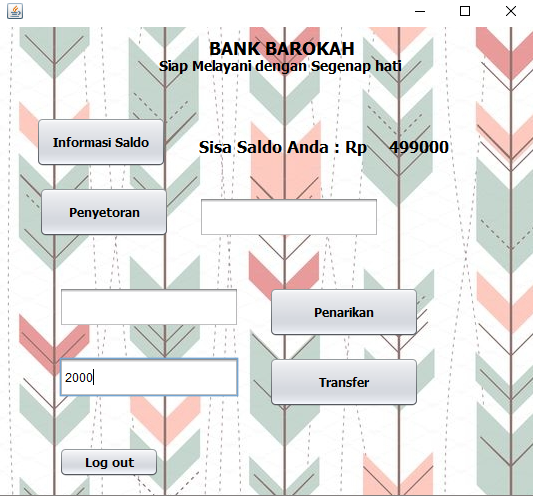 BANK BAROKAH
Siap Melayani dengan Segenap hati
Informasi Saldo
Sisa Saldo Anda : Rp 499000
Penyetoran
Penarikan
2000
Transfer
Log out